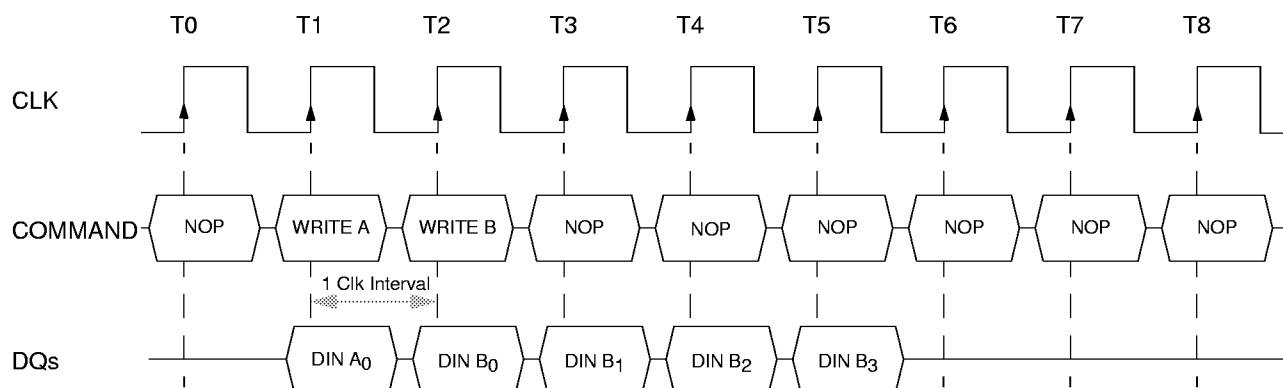 T0 T1 T2 T3 T4 T5 T6 T7 T8
CLK
COMMAND NOP WRITE A WRITE B NOP NOP NOP NOP NOP NOP
1 Clk Interval
DQs DIN A0 DIN B0 DIN B1 DIN B2 DIN B3